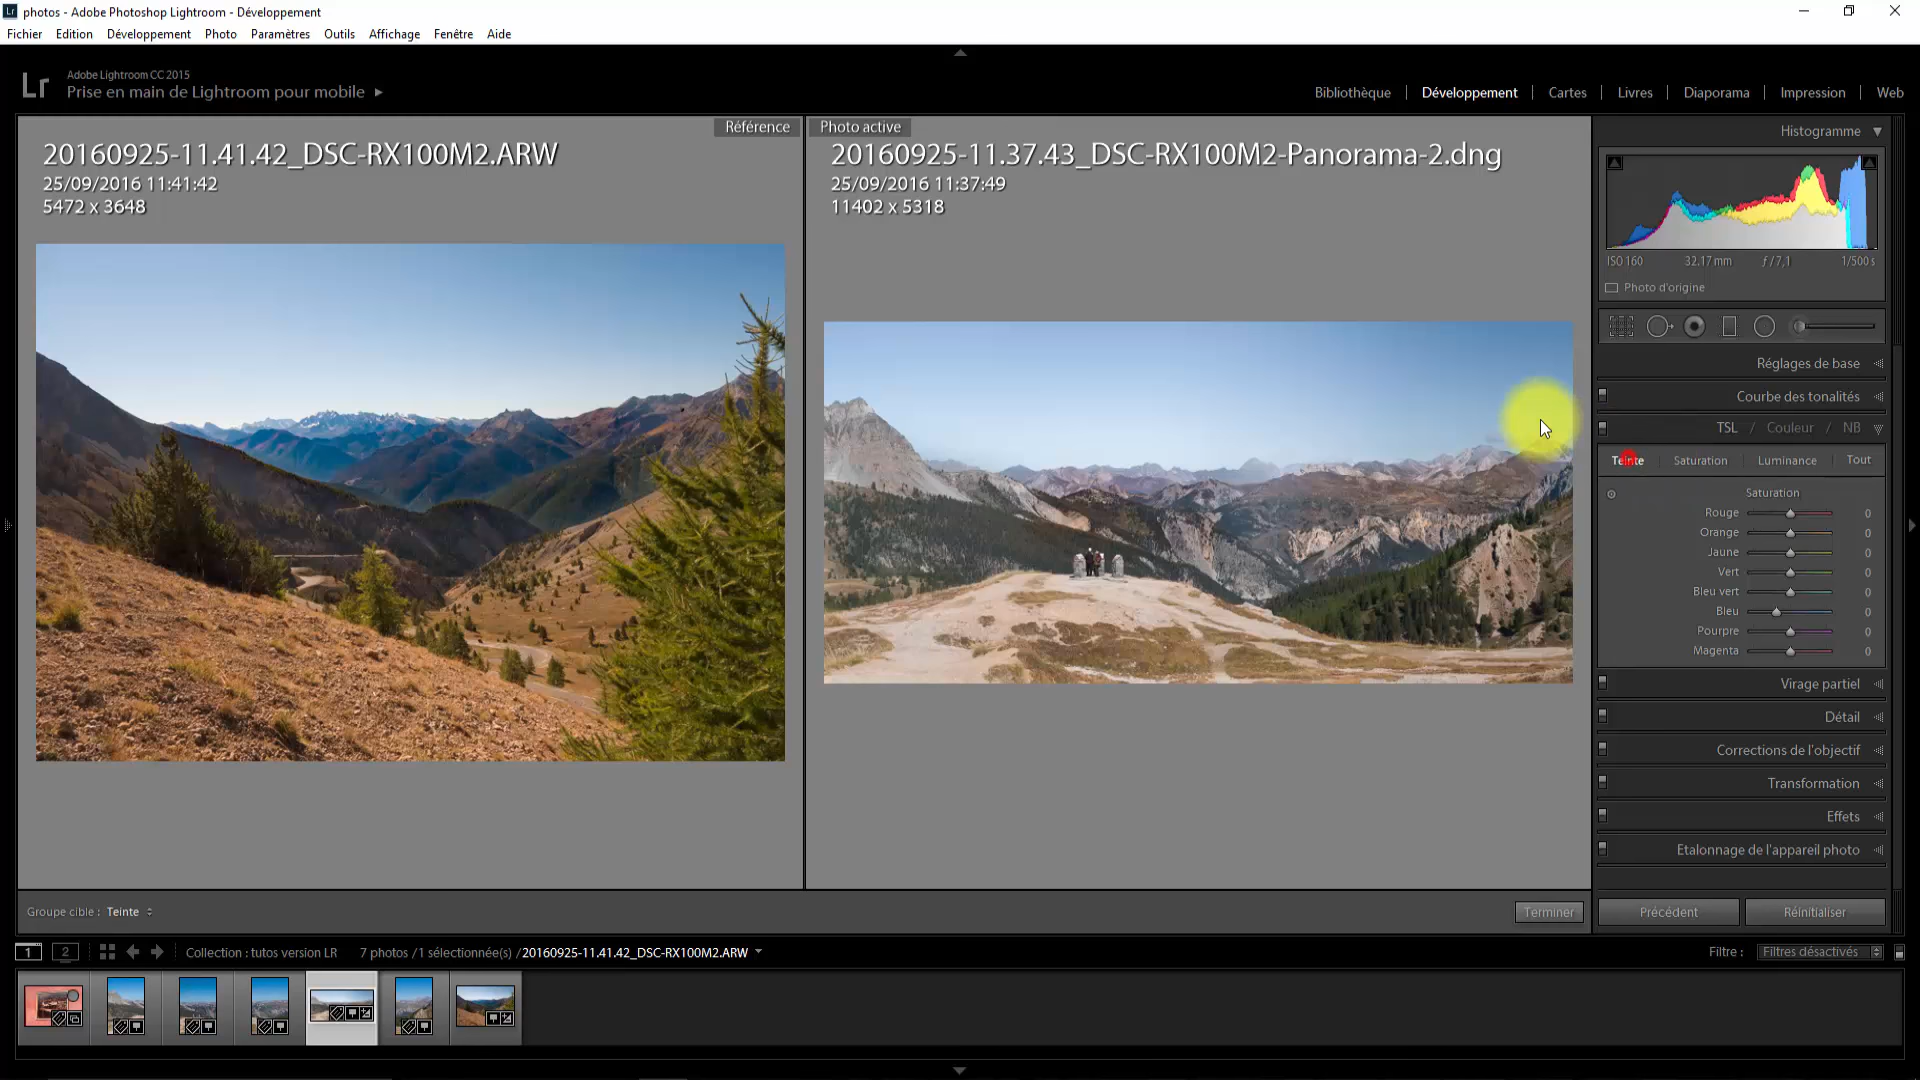 Lr photos - Adobe Photoshop Lightroom - Développement
Fichier Edition Développement Photo Paramètres Outils Affichage Fenêtre Aide
Lr
Adobe Lightroom CC 2015
Prise en main de Lightroom pour mobile
Bibliothèque | Développement | Cartes | Livres | Diaporama | Impression | Web
Référence
20160925-11.41.42_DSC-RX100M2.ARW
25/09/2016 11:41:42
5472 x 3648
Photo active
20160925-11.37.43_DSC-RX100M2-Panorama-2.dng
25/09/2016 11:37:49
11402 x 5318
Histogramme
ISO 160 32.17 mm ƒ / 7,1 1/500 s
Photo d'origine
Réglages de base
Courbe des tonalités
TSL / Couleur / NB
Teinte Saturation Luminance Tout
Saturation
Rouge 0
Orange 0
Jaune 0
Vert 0
Bleu vert 0
Bleu 0
Pourpre 0
Magenta 0
Virage partiel
Détail
Corrections de l'objectif
Transformation
Effets
Etalonnage de l'appareil photo
Groupe cible : Teinte
Terminer
Précédent Réinitialiser
1 2 Collection : tutos version LR 7 photos /1 sélectionnée(s) /20160925-11.41.42_DSC-RX100M2.ARW
Filtre : Filtres désactivés